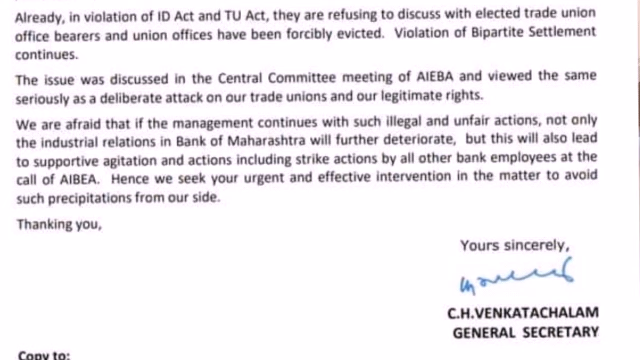 Already, in violation of ID Act and TU Act, they are refusing to discuss with elected trade union
office bearers and union offices have been forcibly evicted. Violation of Bipartite Settlement
continues.
The issue was discussed in the Central Committee meeting of AIEBA and viewed the same
seriously as a deliberate attack on our trade unions and our legitimate rights.
We are afraid that if the management continues with such illegal and unfair actions, not only
the industrial relations in Bank of Maharashtra will further deteriorate, but this will also lead
to supportive agitation and actions including strike actions by all other bank employees at the
call of AIBEA. Hence we seek your urgent and effective intervention in the matter to avoid
such precipitations from our side.
Thanking you,
Yours sincerely,
C.H.VENKATACHALAM
GENERAL SECRETARY
Copy to: